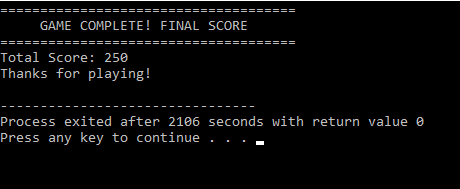 =====================================
     GAME COMPLETE! FINAL SCORE
=====================================
Total Score: 250
Thanks for playing!

--------------------------------
Process exited after 2106 seconds with return value 0
Press any key to continue . . .